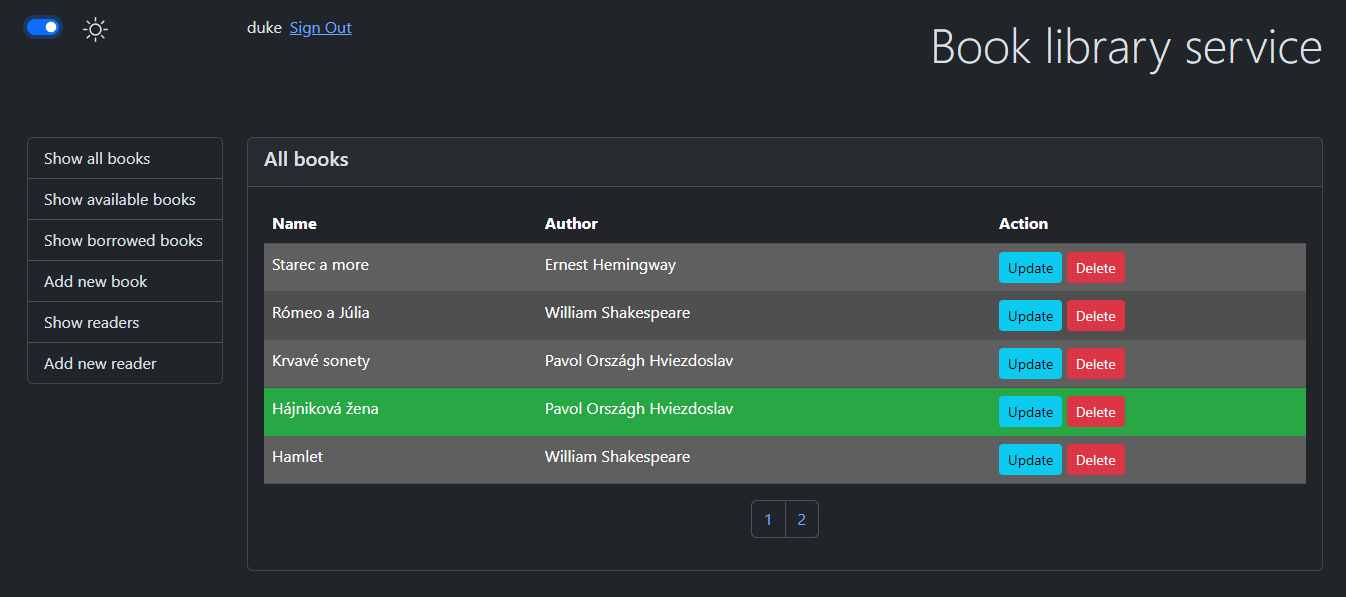 duke Sign Out
Book library service
Show all books
Show available books
Show borrowed books
Add new book
Show readers
Add new reader
All books
Name Author Action
Starec a more Ernest Hemingway Update Delete
Rómeo a Júlia William Shakespeare Update Delete
Krvavé sonety Pavol Országh Hviezdoslav Update Delete
Hájniková žena Pavol Országh Hviezdoslav Update Delete
Hamlet William Shakespeare Update Delete
1 2